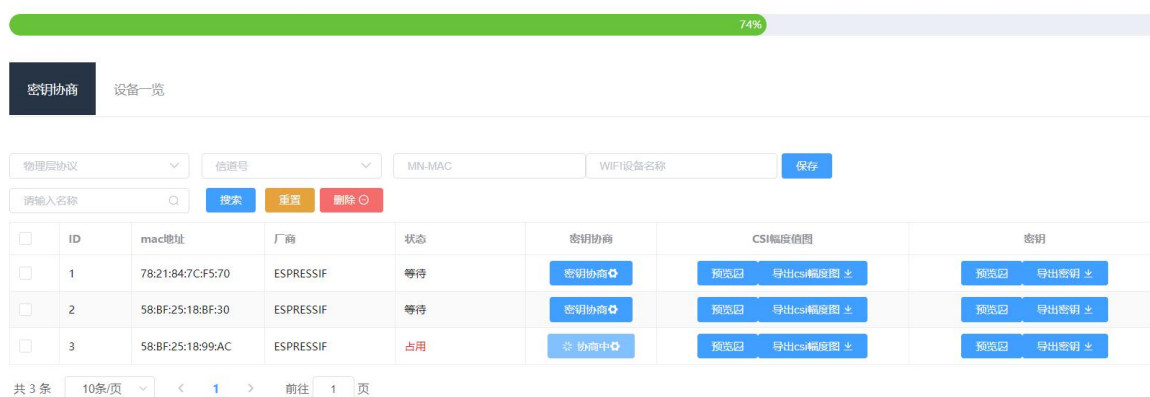 74%
密钥协商 设备一览
物理层协议 信道号 MN-MAC WIFI设备名称 保存
请输入名称 搜索 重置 删除
ID mac地址 厂商 状态 密钥协商 CSI幅度值图 密钥
1 78:21:84:7C:F5:70 ESPRESSIF 等待 密钥协商 预览 导出csi幅度图 预览 导出密钥
2 58:BF:25:18:BF:30 ESPRESSIF 等待 密钥协商 预览 导出csi幅度图 预览 导出密钥
3 58:BF:25:18:99:AC ESPRESSIF 占用 协商中 预览 导出csi幅度图 预览 导出密钥
共 3 条 10条/页 1 前往 1 页